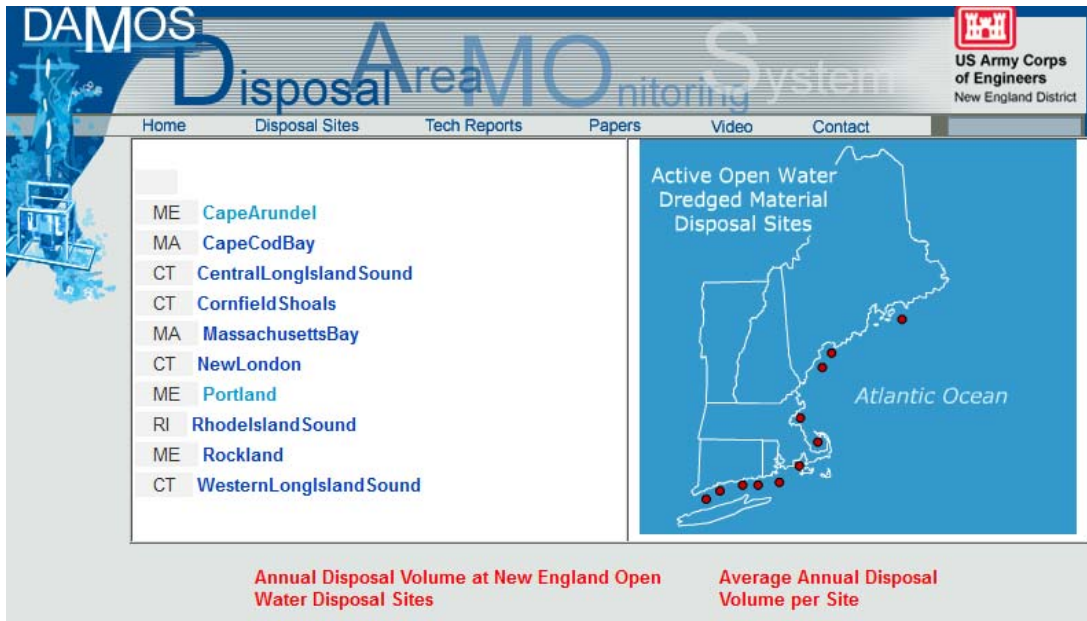 DAMOS
Disposal Area MOnitoring System
US Army Corps
of Engineers
New England District
Home Disposal Sites Tech Reports Papers Video Contact
ME CapeArundel
MA CapeCodBay
CT CentralLongIslandSound
CT CornfieldShoals
MA MassachusettsBay
CT NewLondon
ME Portland
RI RhodeIslandSound
ME Rockland
CT WesternLongIslandSound
Active Open Water
Dredged Material
Disposal Sites
Atlantic Ocean
Annual Disposal Volume at New England Open
Water Disposal Sites
Average Annual Disposal
Volume per Site